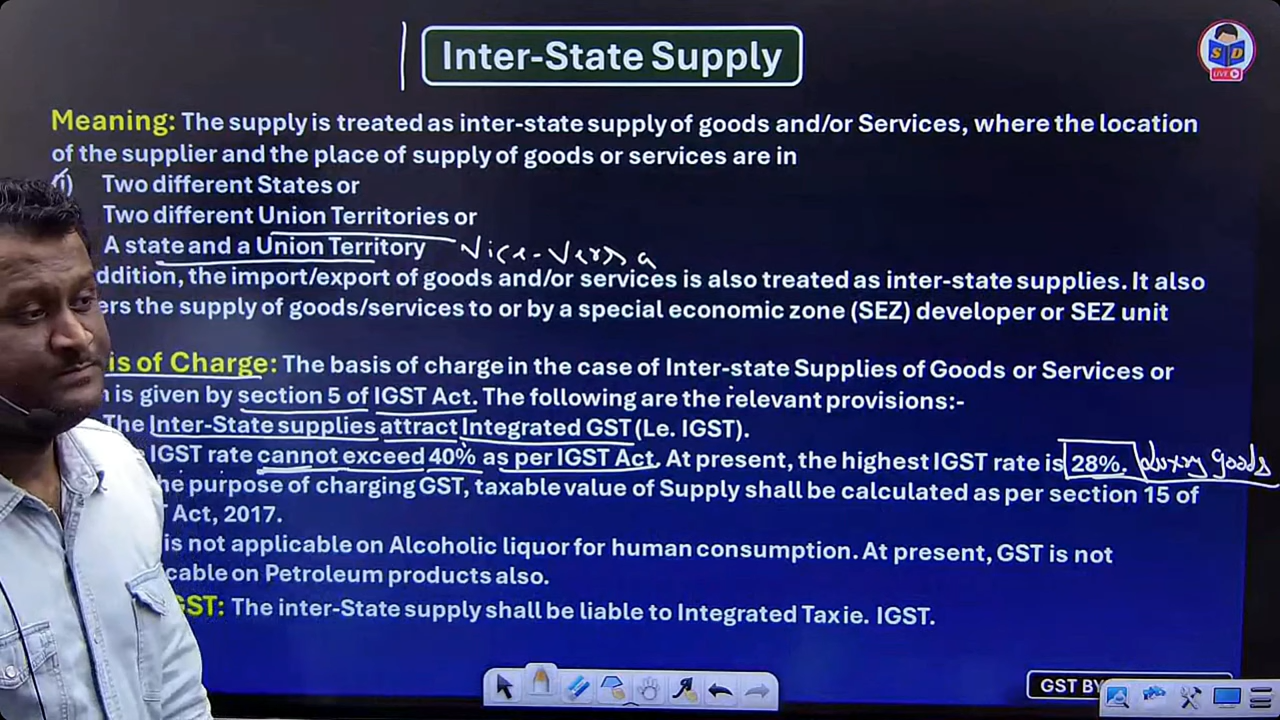 Inter-State Supply
S D
LIVE
Meaning: The supply is treated as inter-state supply of goods and/or Services, where the location
of the supplier and the place of supply of goods or services are in
(i) Two different States or
Two different Union Territories or
A state and a Union Territory Vice-Versa
ddition, the import/export of goods and/or services is also treated as inter-state supplies. It also
ers the supply of goods/services to or by a special economic zone (SEZ) developer or SEZ unit
is of Charge: The basis of charge in the case of Inter-state Supplies of Goods or Services or
is given by section 5 of IGST Act. The following are the relevant provisions:-
The Inter-State supplies attract Integrated GST (Le. IGST).
IGST rate cannot exceed 40% as per IGST Act. At present, the highest IGST rate is 28%. Luxry goods
he purpose of charging GST, taxable value of Supply shall be calculated as per section 15 of
Act, 2017.
is not applicable on Alcoholic liquor for human consumption. At present, GST is not
cable on Petroleum products also.
GST: The inter-State supply shall be liable to Integrated Tax ie. IGST.
GST BY